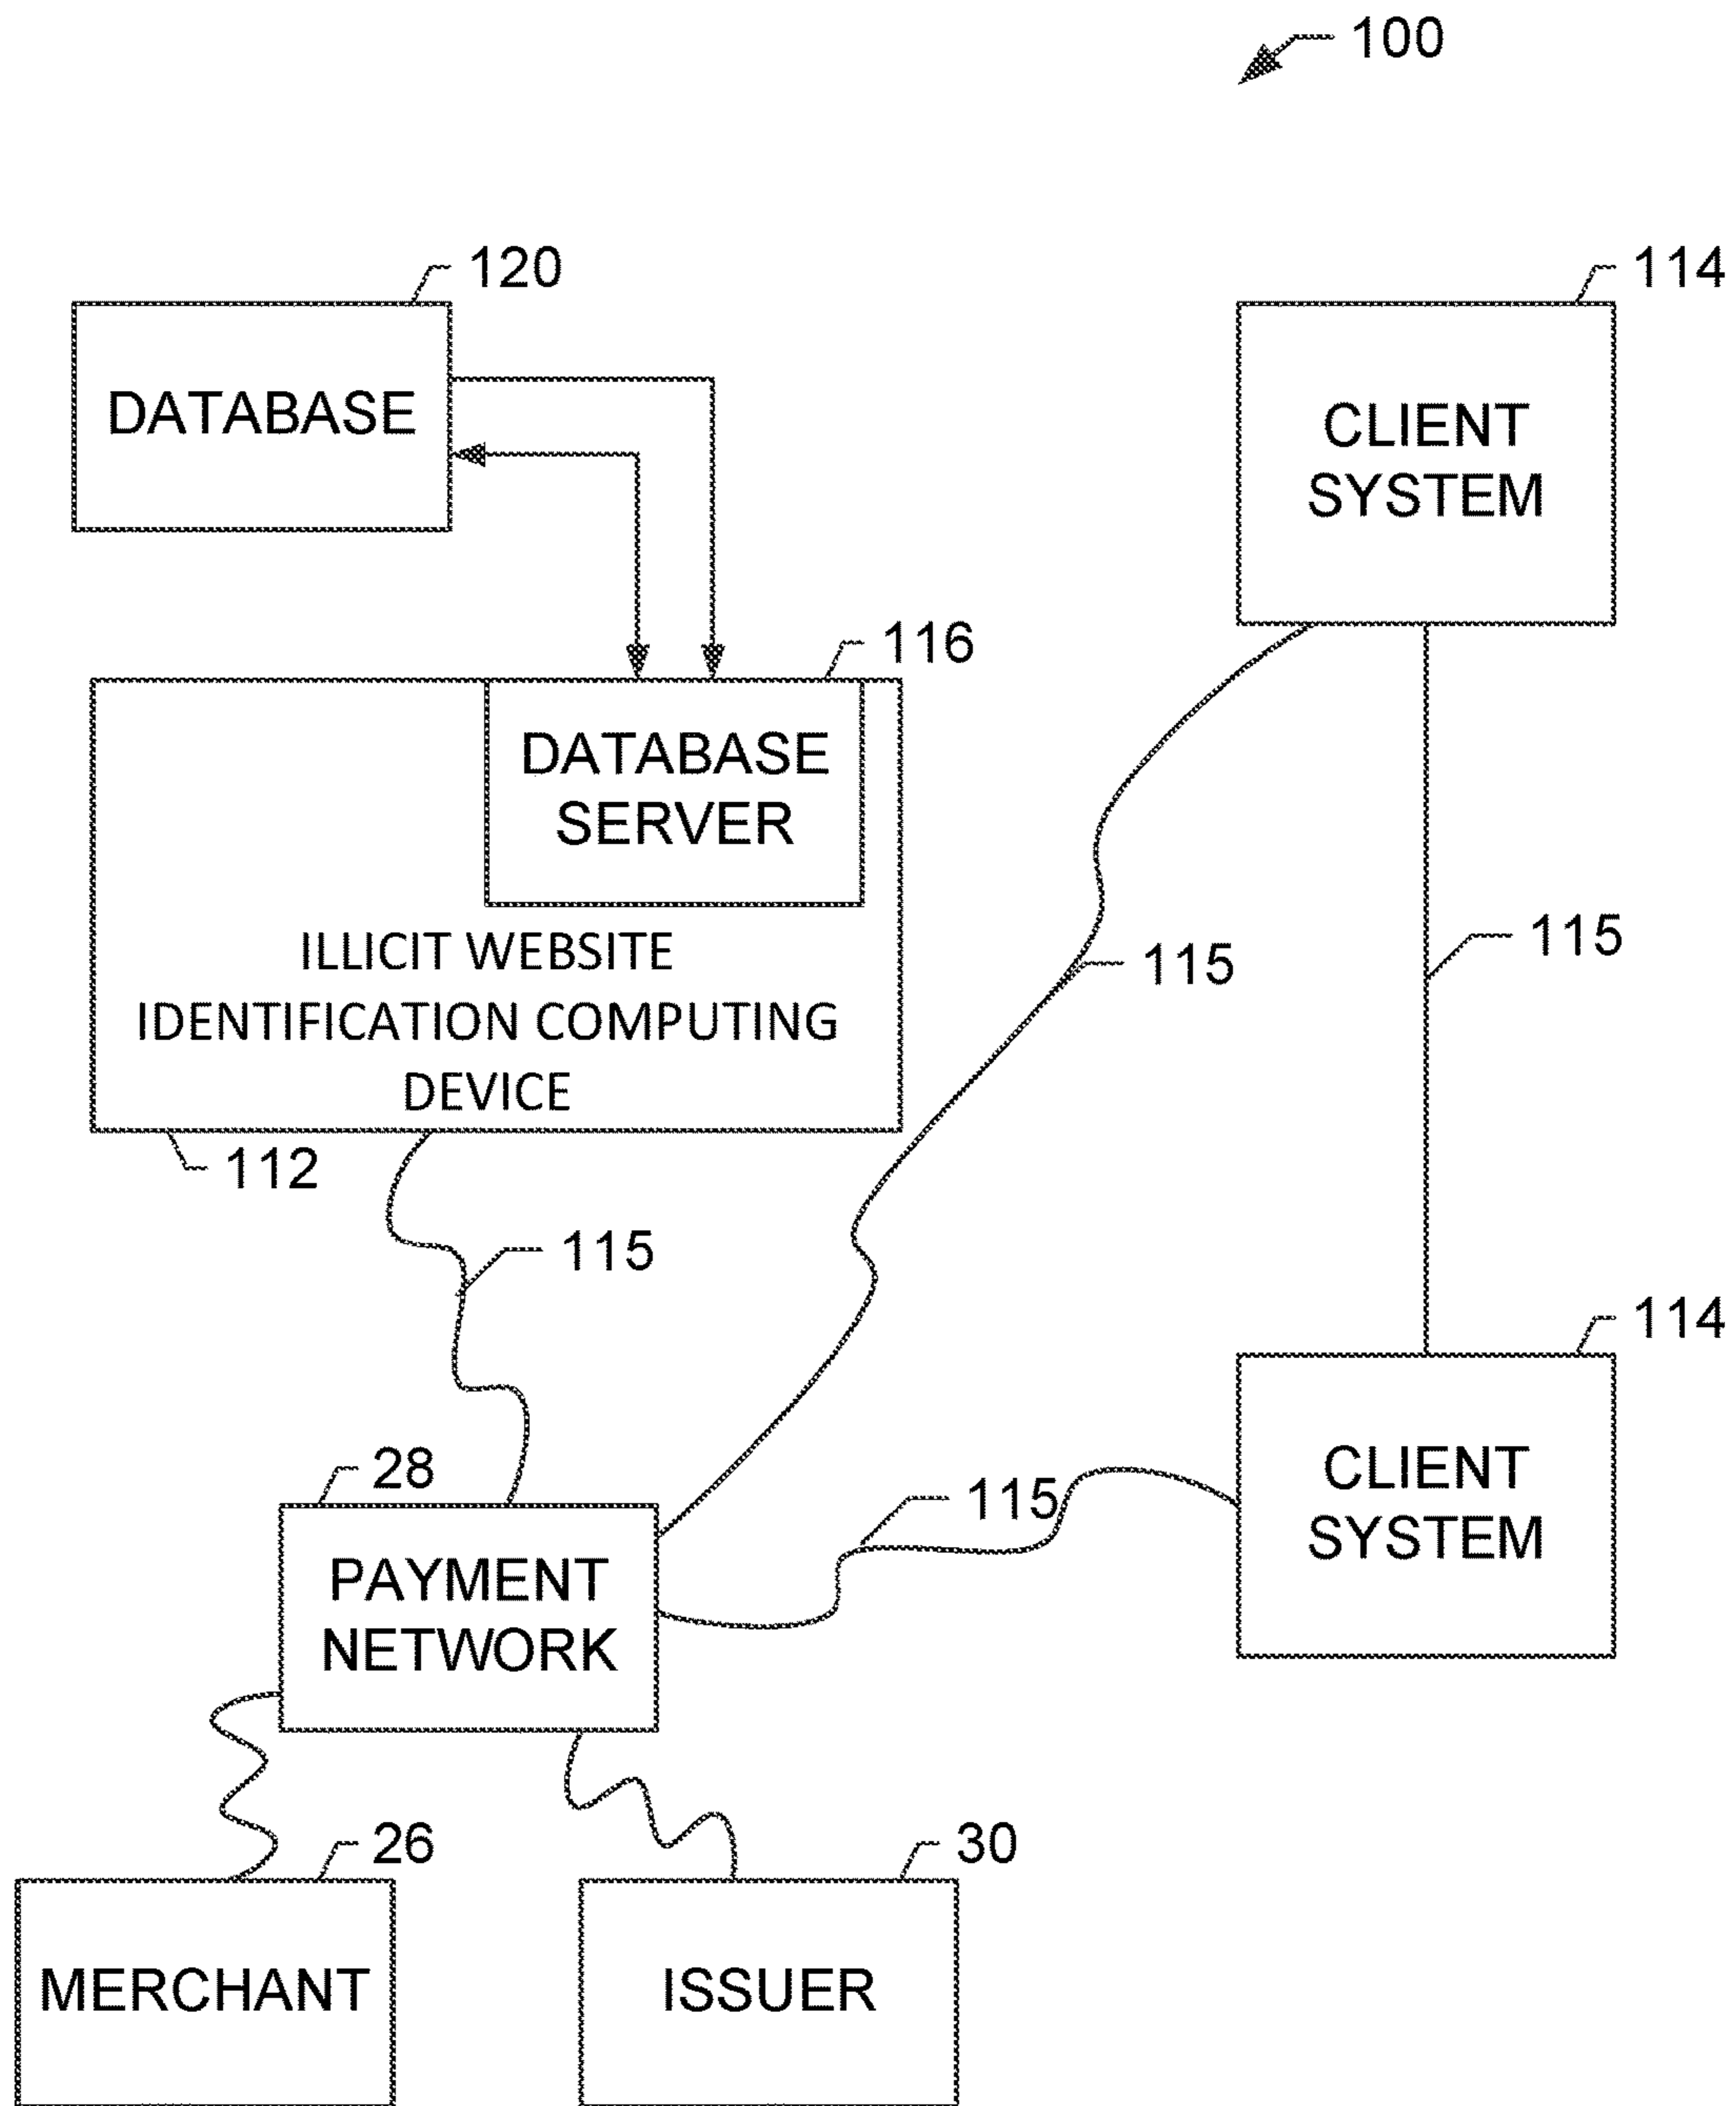 100
120
114
DATABASE
CLIENT
SYSTEM
116
DATABASE
SERVER
ILLICIT WEBSITE
IDENTIFICATION COMPUTING
DEVICE
115
115
112
115
114
28
115
CLIENT
SYSTEM
PAYMENT
NETWORK
26
30
MERCHANT
ISSUER